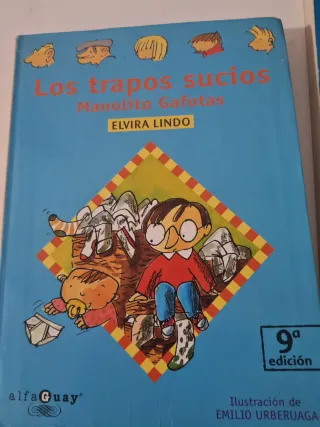 Los trapos sucios
Manolito Gafotas
ELVIRA LINDO
9ª
edición
alfaGuay®
Ilustración de
EMILIO URBERUAGA